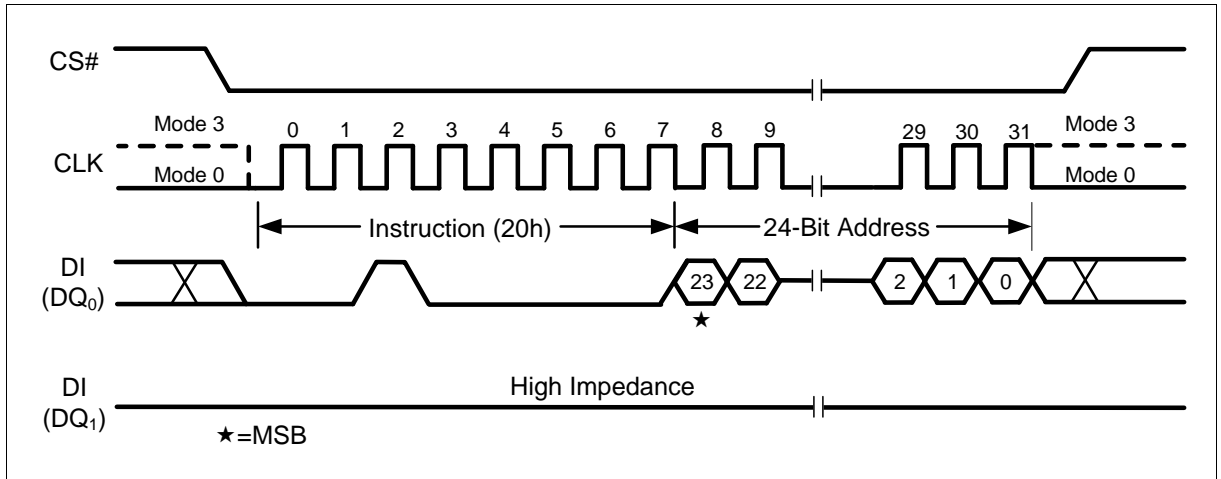 CS#
Mode 3 0 1 2 3 4 5 6 7 8 9 29 30 31 Mode 3
CLK
Mode 0 Mode 0
Instruction (20h) 24-Bit Address
DI
(DQ₀)
23 22 2 1 0
★
High Impedance
DI
(DQ₁)
★=MSB